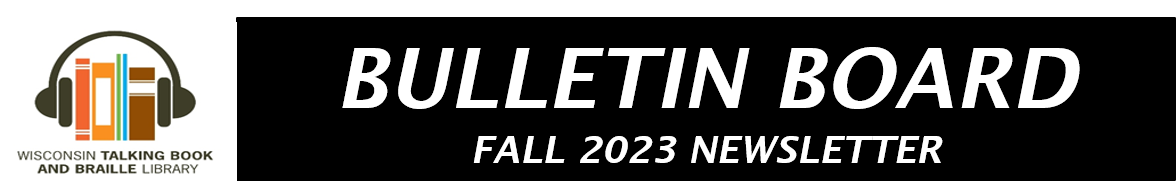 WISCONSIN TALKING BOOK
AND BRAILLE LIBRARY
BULLETIN BOARD
FALL 2023 NEWSLETTER